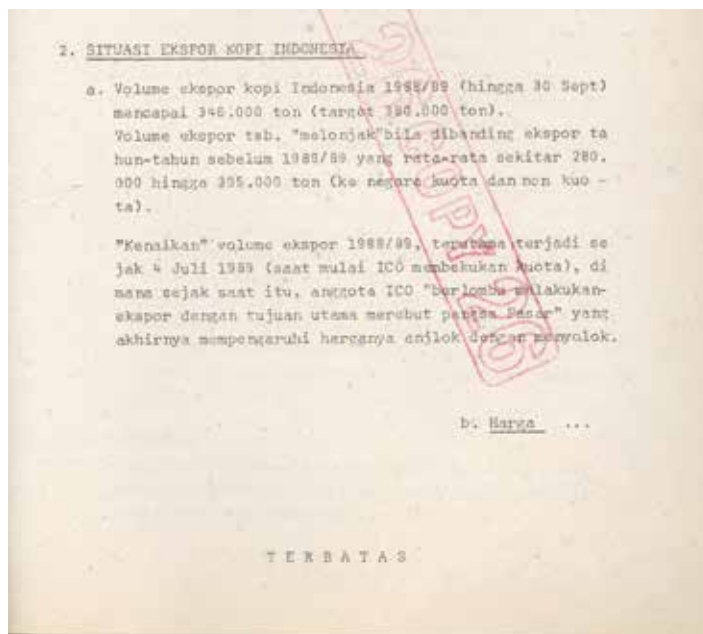 2. SITUASI EKSPOR KOPI INDONESIA
a. Volume ekspor kopi Indonesia 1988/89 (hingga 30 Sept)
mencapai 346.000 ton (target 380.000 ton).
Volume ekspor tsb. "melonjak"bila dibanding ekspor ta
hun-tahun sebelum 1988/89 yang rata-rata sekitar 280.
000 hingga 305.000 ton (ke negara kuota dan non kuo -
ta).
"Kenaikan" volume ekspor 1988/89, terutama terjadi se
jak 4 Juli 1989 (saat mulai ICO membekukan kuota), di
mana sejak saat itu, anggota ICO "berlomba melakukan-
ekspor dengan tujuan utama merebut pangsa Pasar" yang
akhirnya mempengaruhi harganya anjlok dengan menyolok.
b. Harga ...
TERBATAS
COPY 26